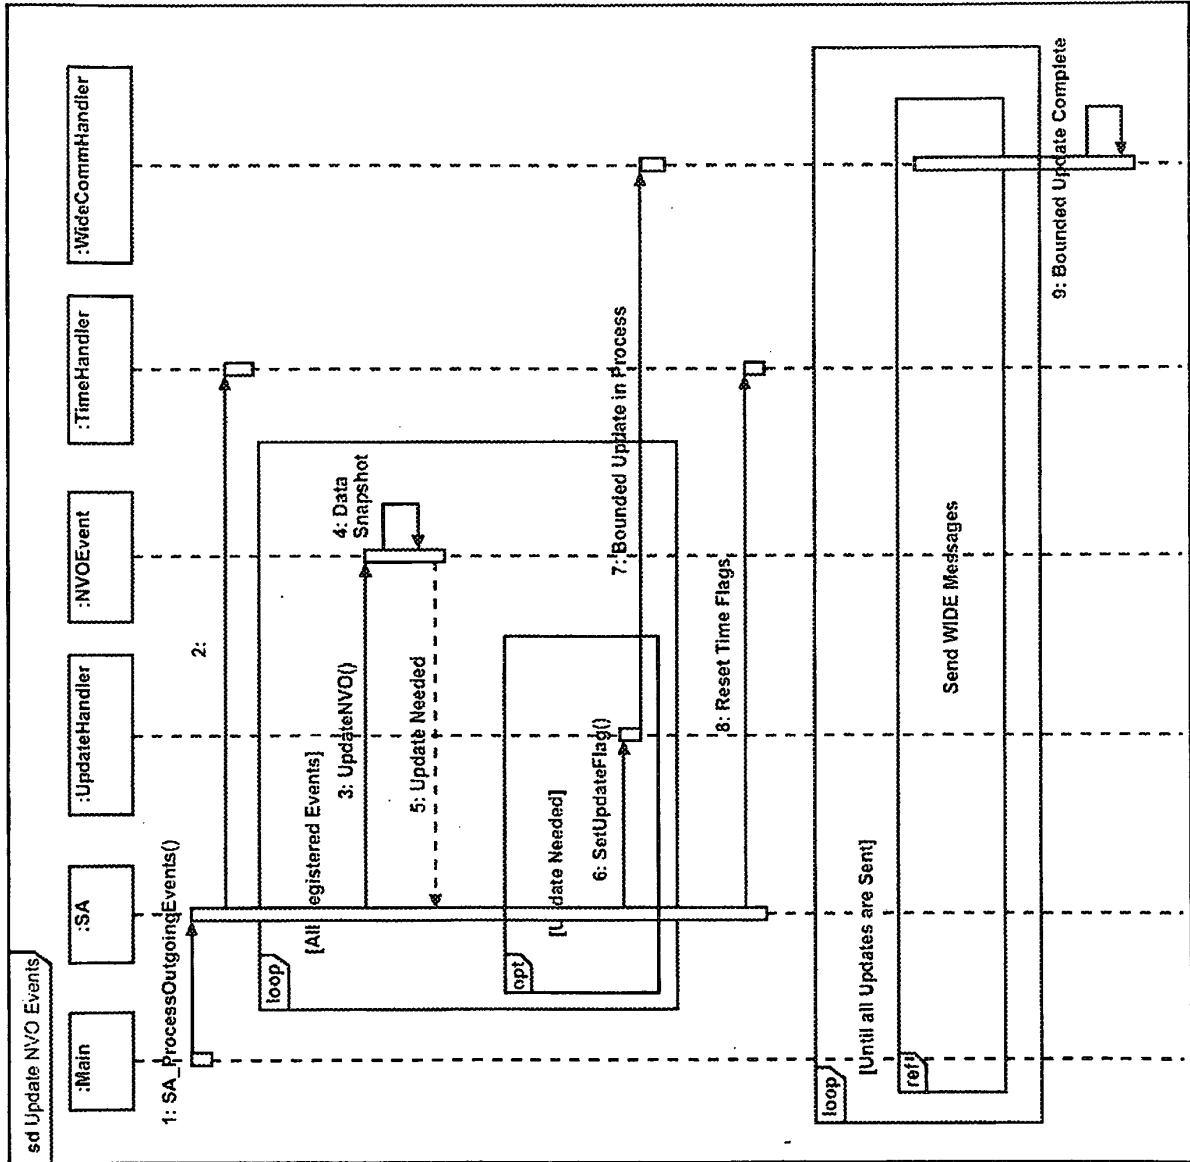 sd Update NVO Events
:Main
:SA
:UpdateHandler
:NVOEvent
:TimeHandler
:WideCommHandler
1: SA_ProcessOutgoingEvents()
2:
loop
[All Registered Events]
3: UpdateNVO()
4: Data
Snapshot
5: Update Needed
opt
[Update Needed]
6: SetUpdateFlag()
7: Bounded Update in Process
8: Reset Time Flags
loop
[Until all Updates are Sent]
ref
Send WIDE Messages
9: Bounded Update Complete